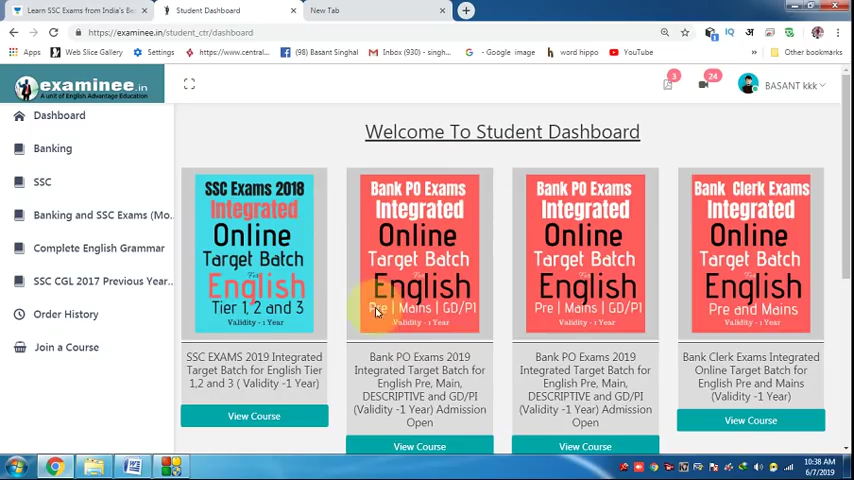 Learn SSC Exams from India's Be
Student Dashboard
New Tab
https://examinee.in/student_ctr/dashboard
Apps
Web Slice Gallery
Settings
https://www.central...
(98) Basant Singhal
Inbox (930) - singh...
- Google image
word hippo
YouTube
Other bookmarks
examinee.in
A unit of English Advantage Education
3
24
BASANT kkk
Dashboard
Banking
SSC
Banking and SSC Exams (Mo...
Complete English Grammar
SSC CGL 2017 Previous Year...
Order History
Join a Course
Welcome To Student Dashboard
SSC Exams 2018
Integrated
Online
Target Batch
For
English
Tier 1, 2 and 3
Validity - 1 Year
SSC EXAMS 2019 Integrated
Target Batch for English Tier
1,2 and 3 ( Validity -1 Year)
View Course
Bank PO Exams
Integrated
Online
Target Batch
For
English
Pre | Mains | GD/PI
Validity - 1 Year
Bank PO Exams 2019
Integrated Target Batch for
English Pre, Main,
DESCRIPTIVE and GD/PI
(Validity -1 Year) Admission
Open
View Course
Bank PO Exams
Integrated
Online
Target Batch
For
English
Pre | Mains | GD/PI
Validity - 1 Year
Bank PO Exams 2019
Integrated Target Batch for
English Pre, Main,
DESCRIPTIVE and GD/PI
(Validity -1 Year) Admission
Open
View Course
Bank Clerk Exams
Integrated
Online
Target Batch
For
English
Pre and Mains
Validity - 1 Year
Bank Clerk Exams Integrated
Online Target Batch for
English Pre and Mains
(Validity -1 Year)
View Course
10:38 AM
6/7/2019